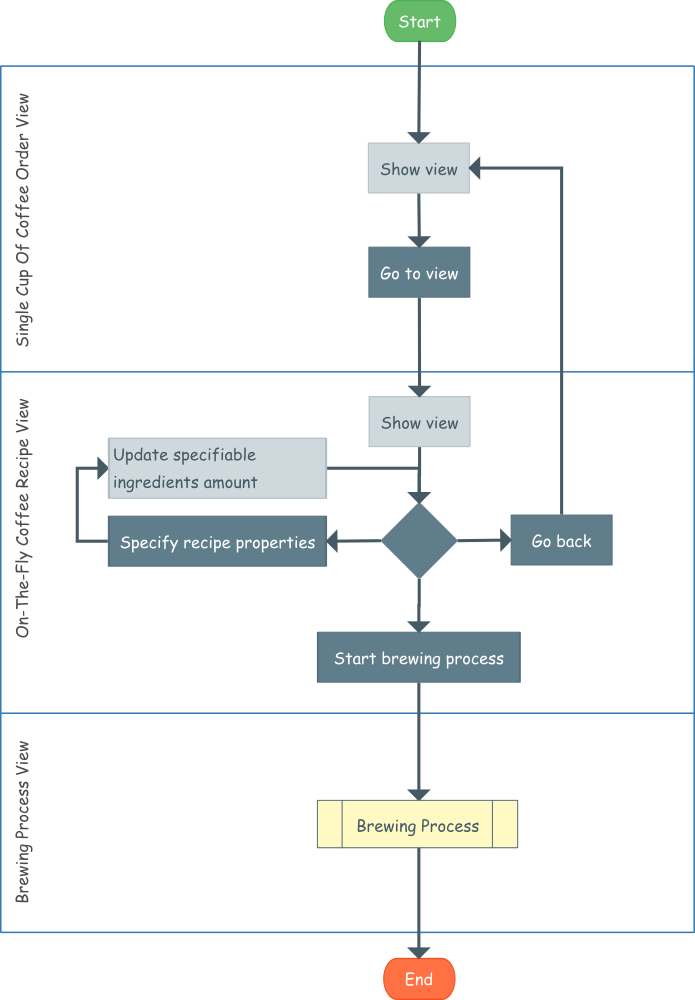 Start
Single Cup Of Coffee Order View
Show view
Go to view
On-The-Fly Coffee Recipe View
Show view
Update specifiable
ingredients amount
Specify recipe properties
Go back
Start brewing process
Brewing Process View
Brewing Process
End